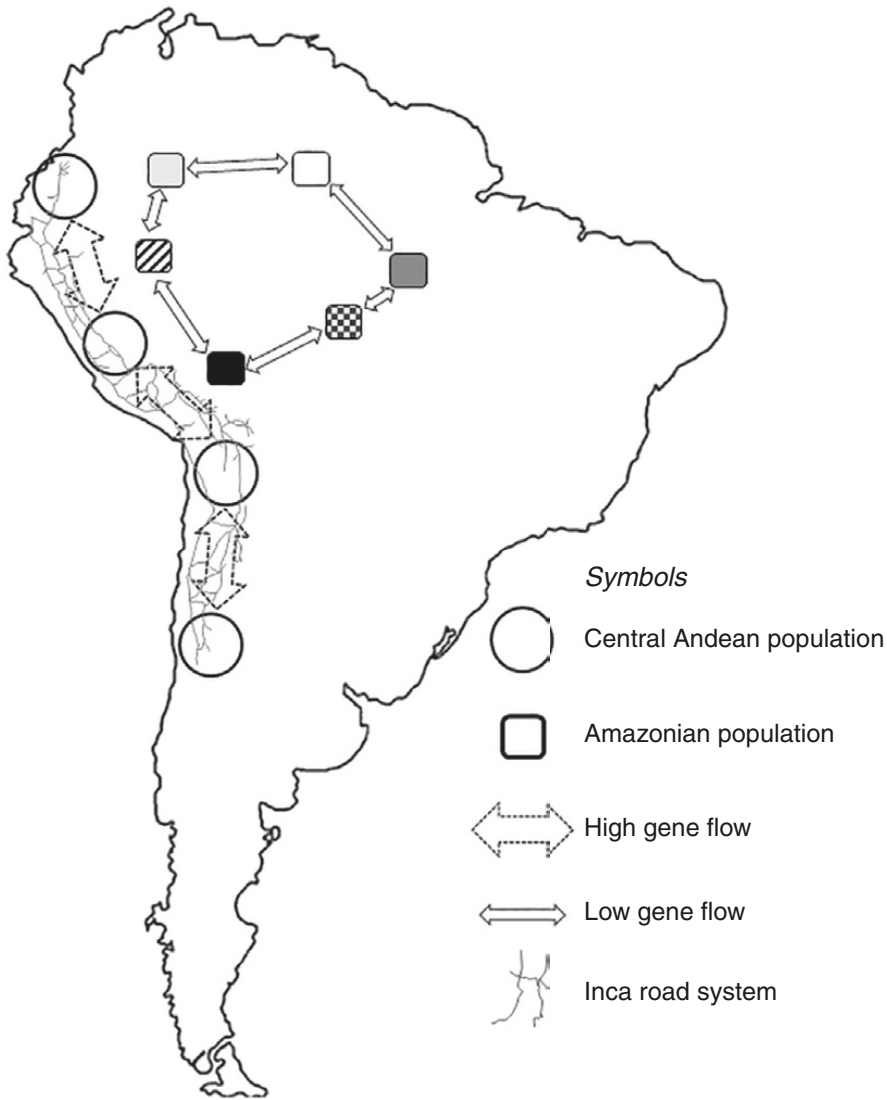 Symbols
Central Andean population
Amazonian population
High gene flow
Low gene flow
Inca road system